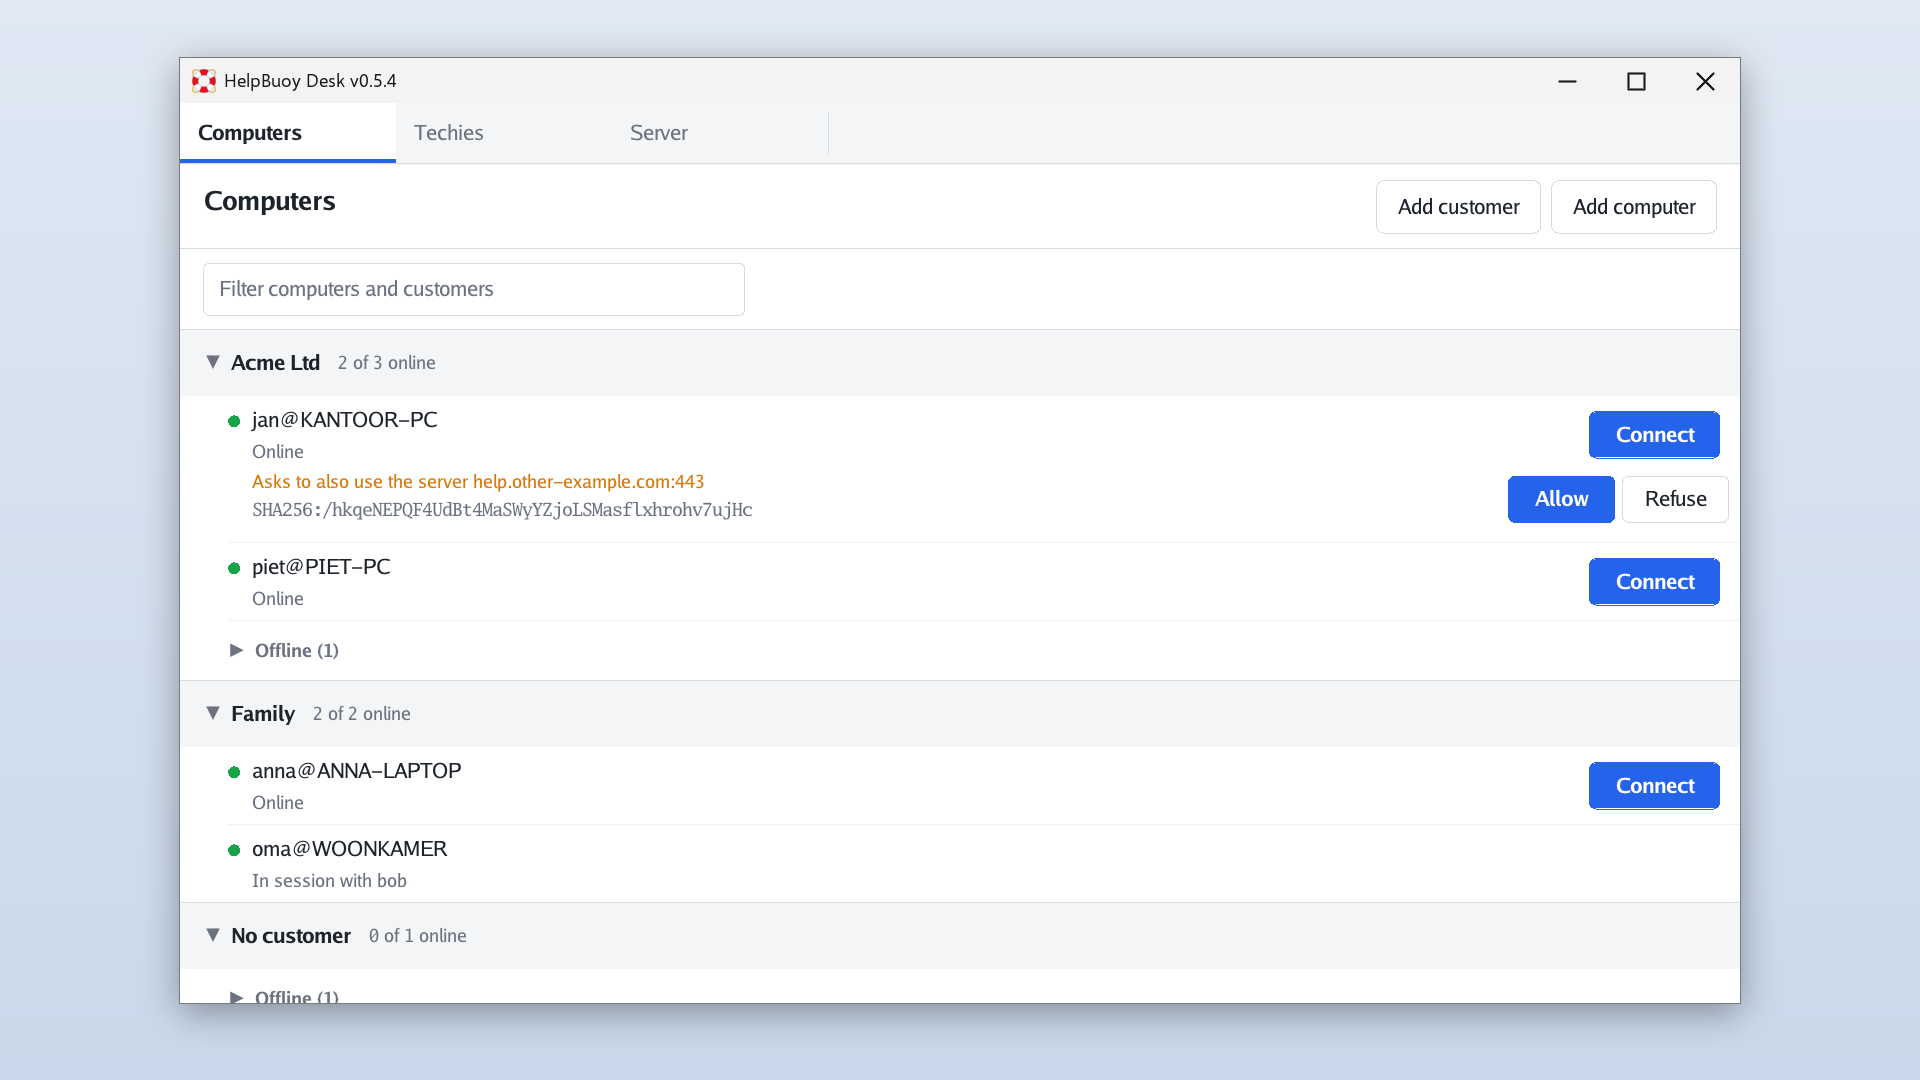 HelpBuoy Desk v0.5.4
Computers
Techies
Server
Computers
Add customer
Add computer
Filter computers and customers
Acme Ltd 2 of 3 online
jan@KANTOOR-PC
Connect
Online
Asks to also use the server help.other-example.com:443
SHA256:/hkqeNEPQF4UdBt4MaSWyYZjoLSMasflxhrohv7ujHc
Allow
Refuse
piet@PIET-PC
Connect
Online
Offline (1)
Family 2 of 2 online
anna@ANNA-LAPTOP
Connect
Online
oma@WOONKAMER
In session with bob
No customer 0 of 1 online
Offline (1)